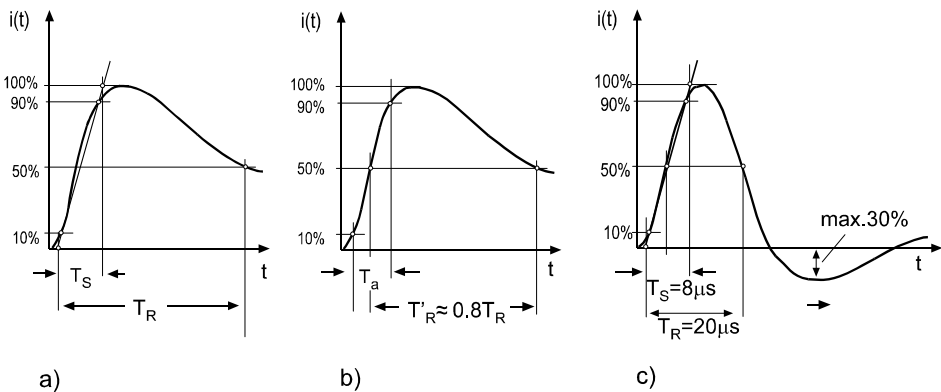 i(t)
100%
90%
50%
10%
T_S
t
T_R
a)
i(t)
100%
90%
50%
10%
T_a
t
T'_R ≈ 0.8T_R
b)
i(t)
100%
90%
50%
10%
max.30%
t
T_S=8μs
T_R=20μs
c)